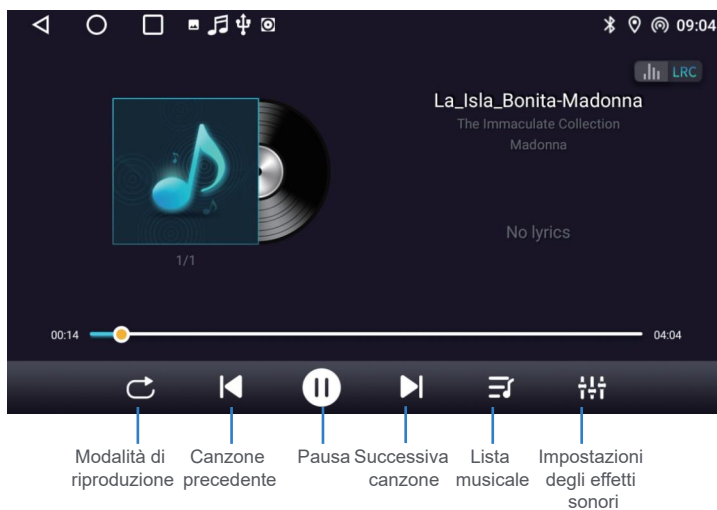 09:04
LRC
La_Isla_Bonita-Madonna
The Immaculate Collection
Madonna
No lyrics
1/1
00:14
04:04
Modalità di
riproduzione
Canzone
precedente
Pausa
Successiva
canzone
Lista
musicale
Impostazioni
degli effetti
sonori